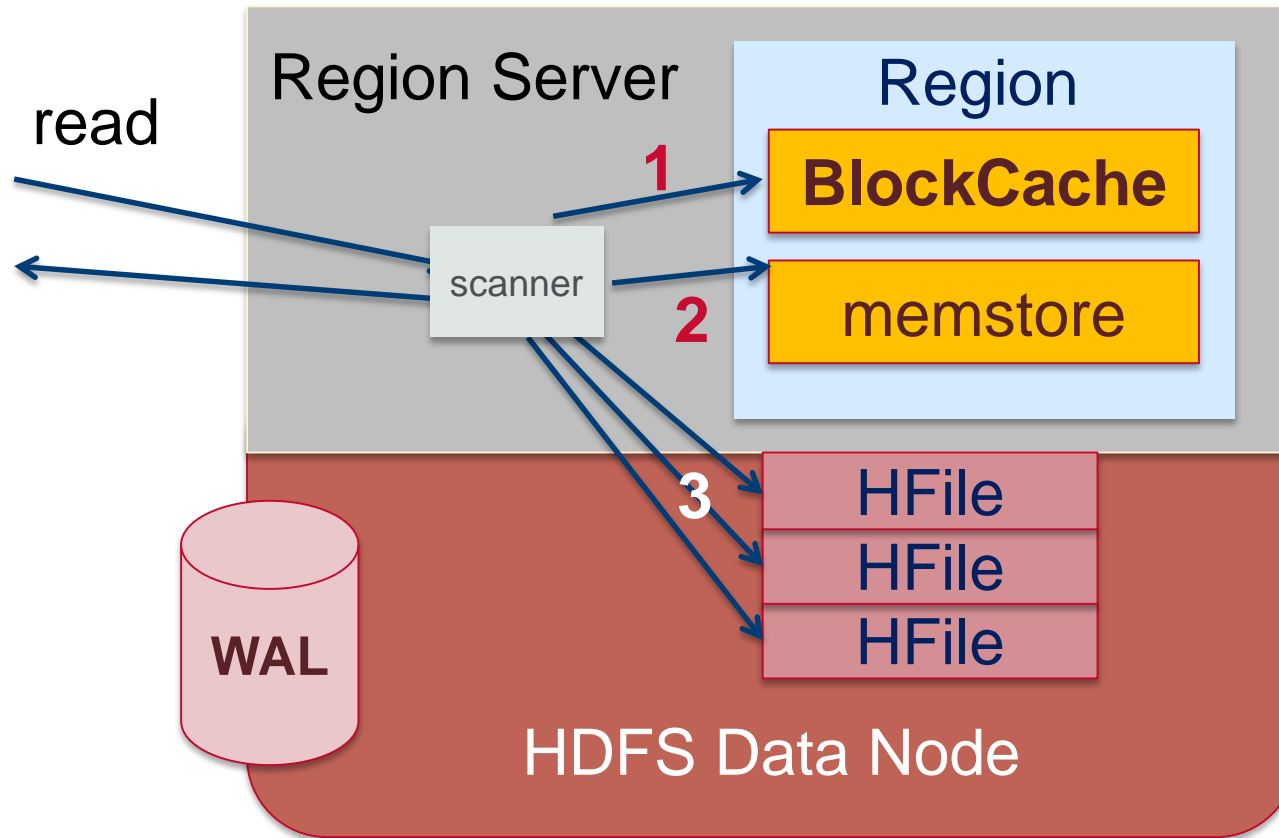 Region Server
Region
read
1
BlockCache
scanner
memstore
2
3
HFile
HFile
HFile
WAL
HDFS Data Node